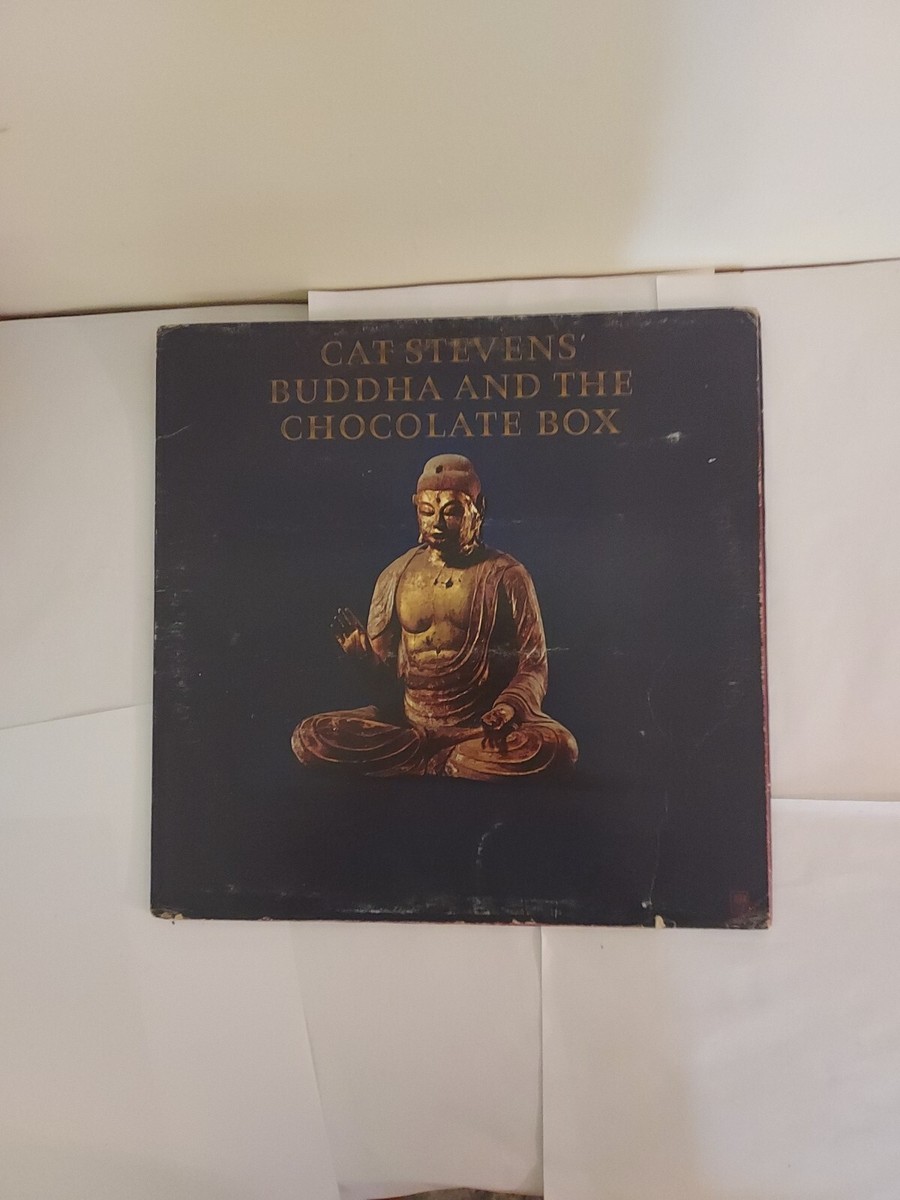 CAT STEVENS'
BUDDHA AND THE
CHOCOLATE BOX